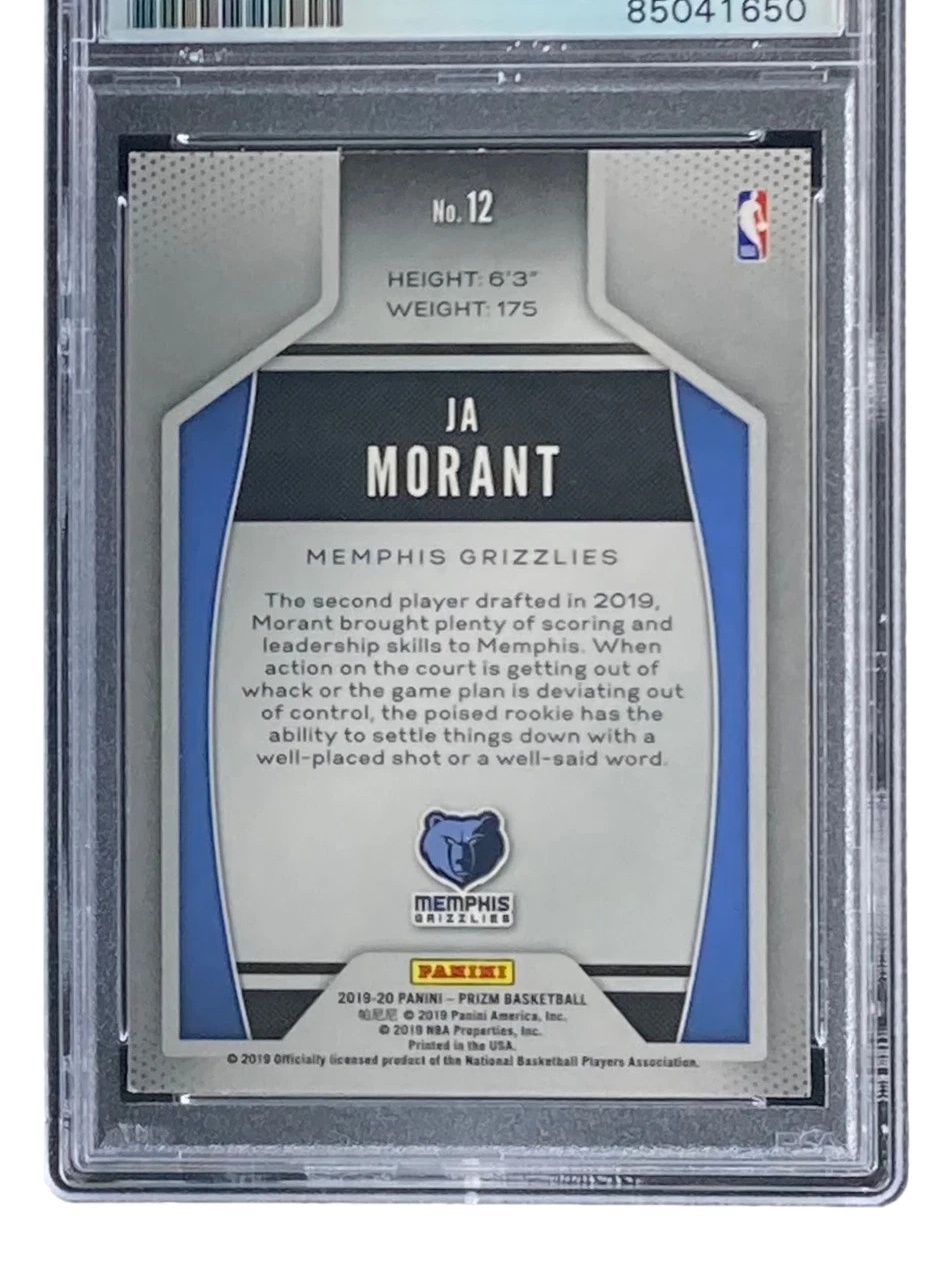 85041650
No. 12
HEIGHT: 6'3"
WEIGHT: 175
JA
MORANT
MEMPHIS GRIZZLIES
The second player drafted in 2019,
Morant brought plenty of scoring and
leadership skills to Memphis. When
action on the court is getting out of
whack or the game plan is deviating out
of control, the poised rookie has the
ability to settle things down with a
well-placed shot or a well-said word.
MEMPHIS
GRIZZLIES
PANINI
2019-20 PANINI – PRIZM BASKETBALL
帕尼尼 © 2019 Panini America, Inc.
© 2019 NBA Properties, Inc.
Printed in the USA.
© 2019 Officially licensed product of the National Basketball Players Association.
PSA